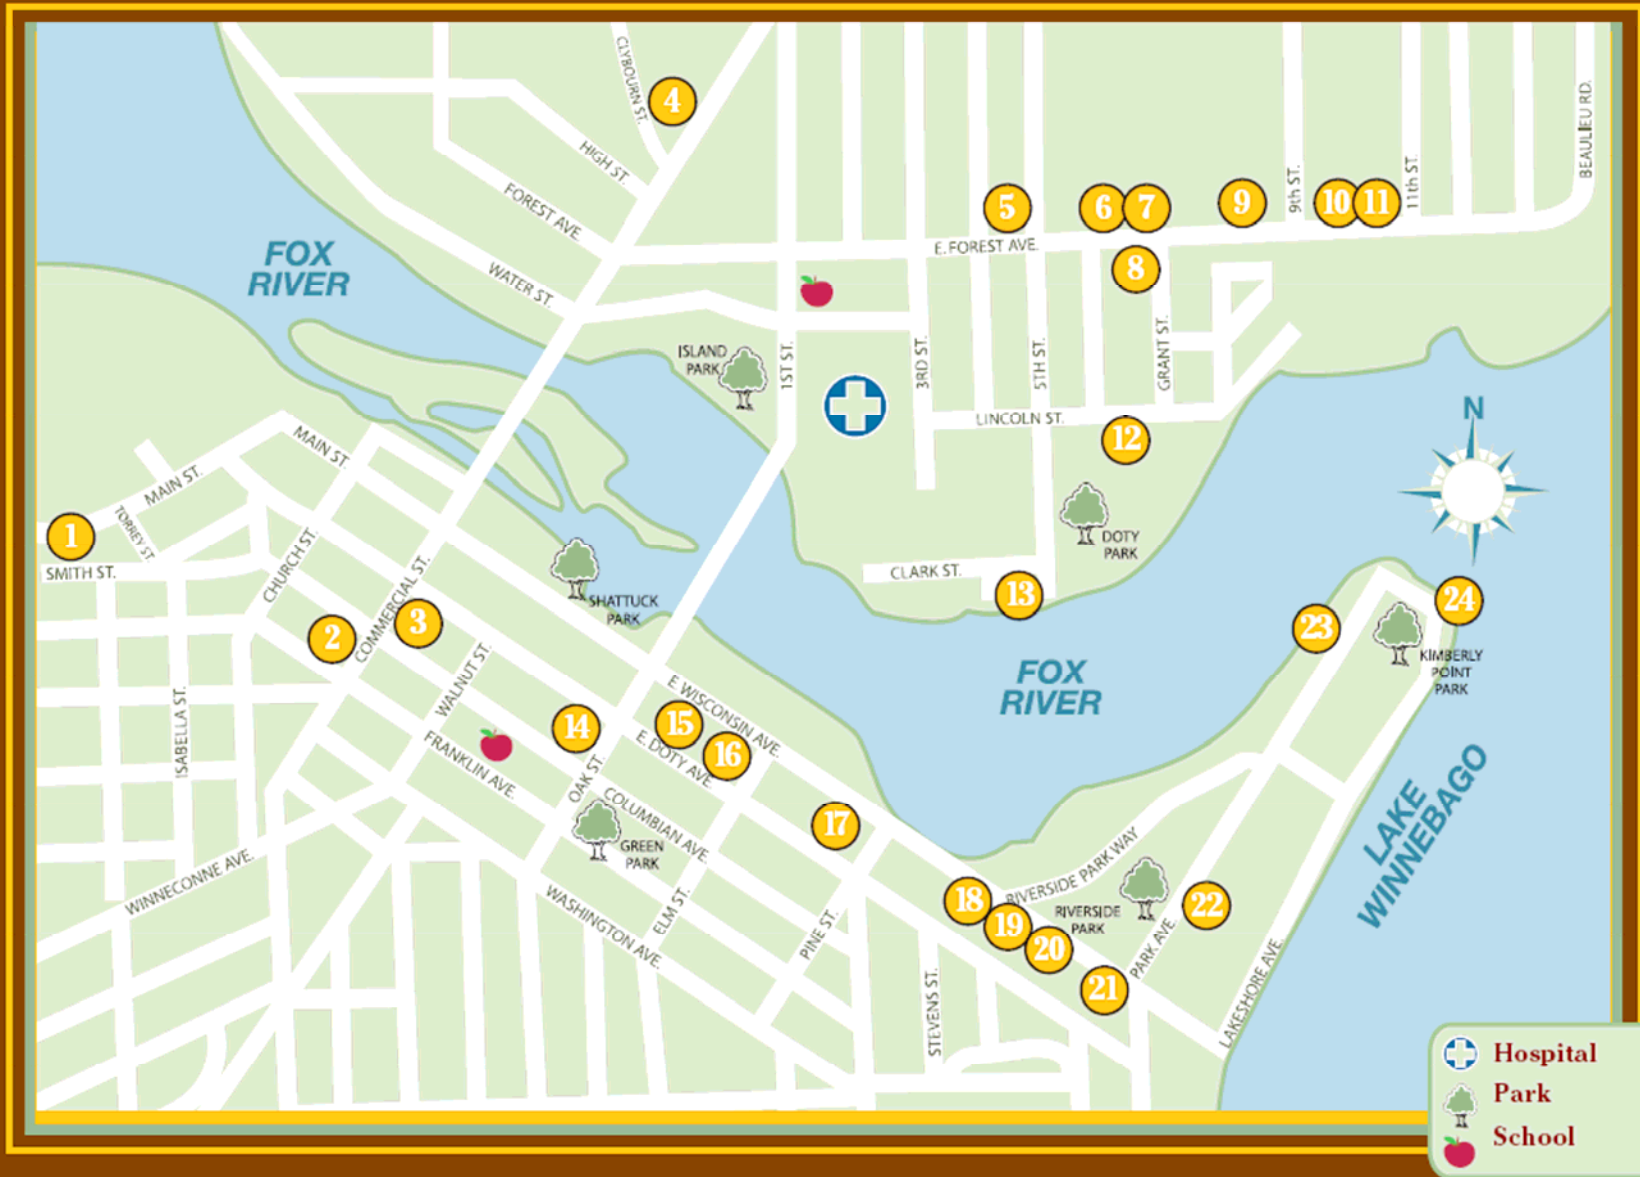 CLYBOURN ST.
4
HIGH ST.
FOREST AVE.
BEAULIEU RD.
9th ST.
11th ST.
5
6
7
9
10
11
FOX
RIVER
WATER ST.
E. FOREST AVE.
8
ISLAND
PARK
1ST ST.
3RD ST.
5TH ST.
GRANT ST.
LINCOLN ST.
12
N
MAIN ST.
MAIN ST.
TORREY ST.
1
SMITH ST.
CHURCH ST.
COMMERCIAL ST.
DOTY
PARK
CLARK ST.
13
SHATTUCK
PARK
2
3
23
24
KIMBERLY
POINT
PARK
FOX
RIVER
WALNUT ST.
ISABELLA ST.
E. WISCONSIN AVE.
14
15
16
E. DOTY AVE.
FRANKLIN AVE.
OAK ST.
COLUMBIAN AVE.
17
GREEN
PARK
LAKE
WINNEBAGO
WINNECONNE AVE.
WASHINGTON AVE.
ELM ST.
PINE ST.
RIVERSIDE PARK WAY
18
19
20
21
22
RIVERSIDE
PARK
PARK AVE.
STEVENS ST.
LAKESHORE AVE.
Hospital
Park
School